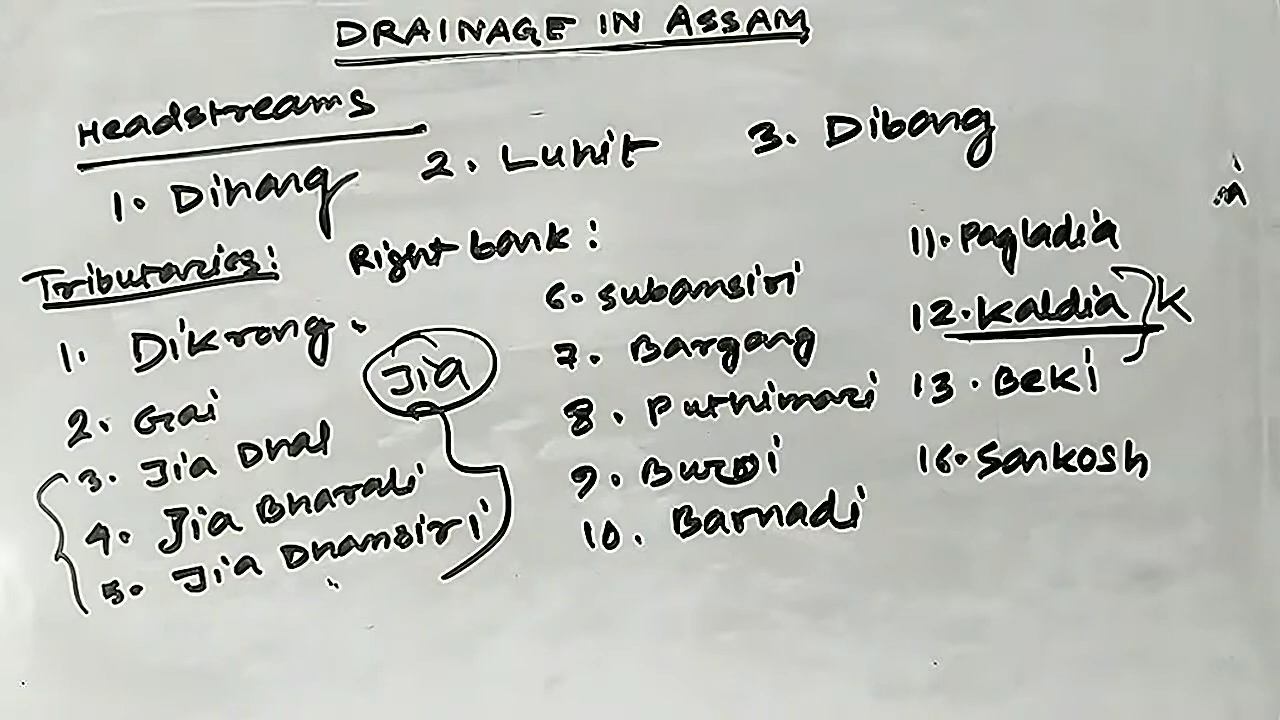 DRAINAGE IN ASSAM
Headstreams
1. Dihang 2. Luhit 3. Dibang
Tributaries: Right bank:
1. Dikrong.
2. Gai
3. Jia Dhal
4. Jia Bharali
5. Jia Dhansiri
Jia
6. Subansiri
7. Bargang
8. Puthimari
9.
10. Barnadi
11. Pagladia
12. Kaldia K
13. Beki
16. Sankosh